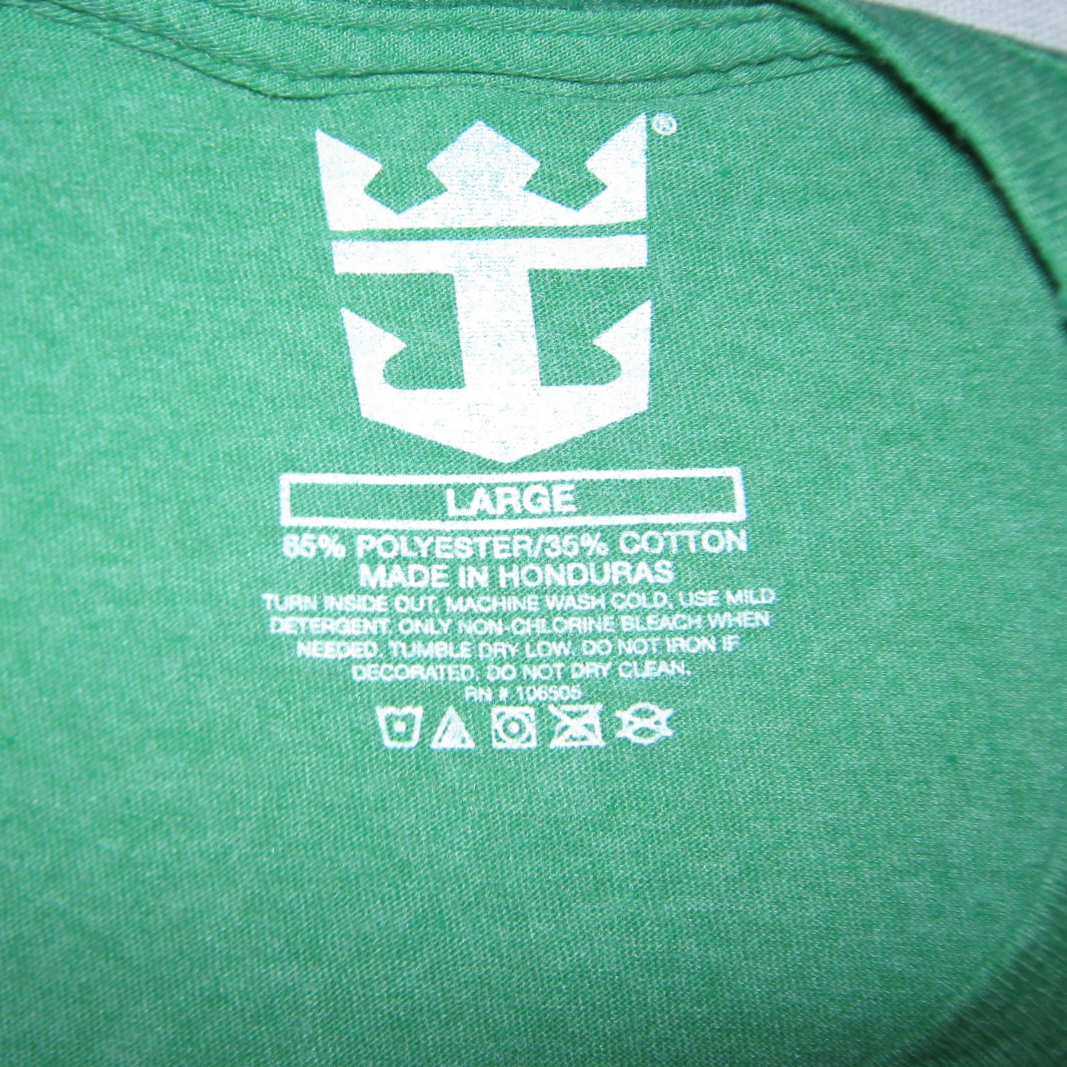 ®
LARGE
65% POLYESTER/35% COTTON
MADE IN HONDURAS
TURN INSIDE OUT, MACHINE WASH COLD, USE MILD
DETERGENT. ONLY NON-CHLORINE BLEACH WHEN
NEEDED. TUMBLE DRY LOW. DO NOT IRON IF
DECORATED. DO NOT DRY CLEAN.
RN # 106505